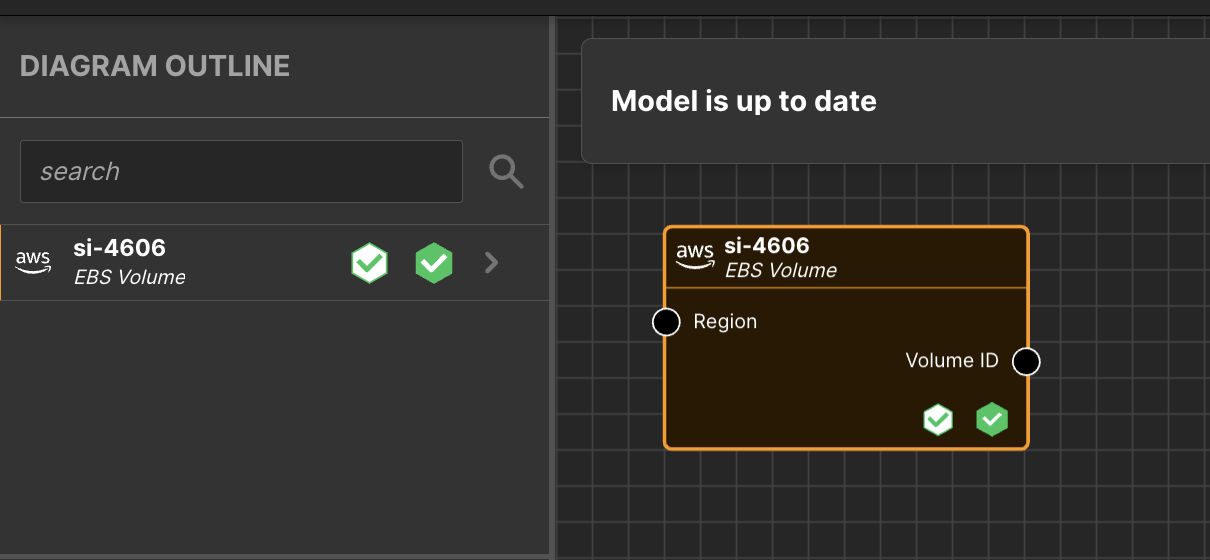 DIAGRAM OUTLINE
search
aws
si-4606
EBS Volume
Model is up to date
aws
si-4606
EBS Volume
Region
Volume ID